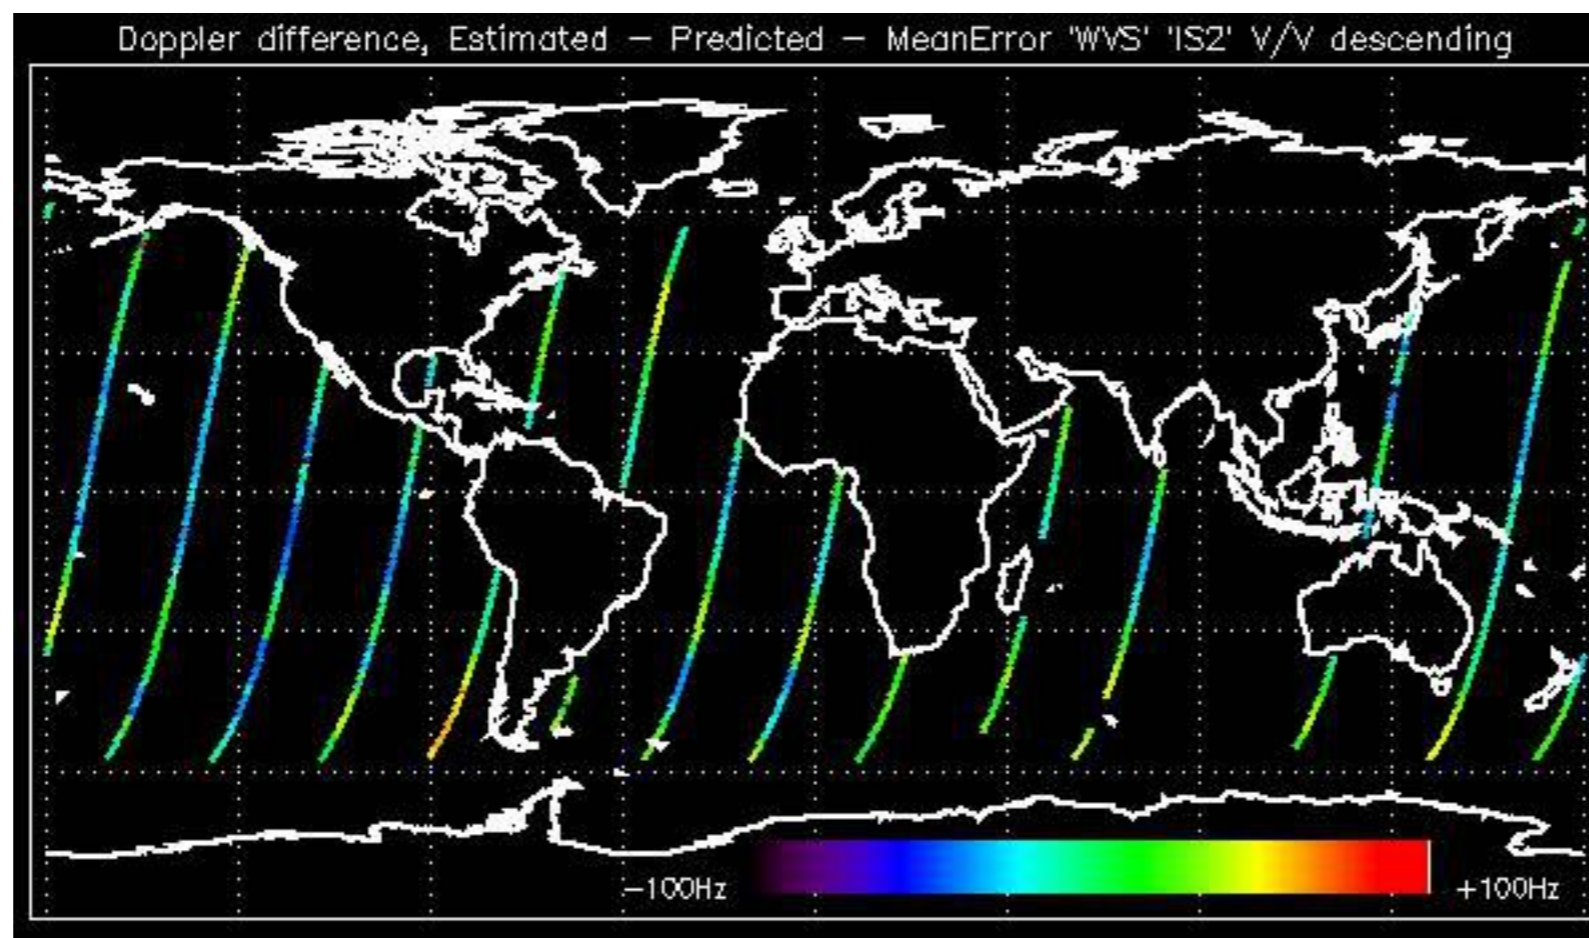 Doppler difference, Estimated – Predicted – MeanError 'WVS' 'IS2' V/V descending
−100Hz
+100Hz